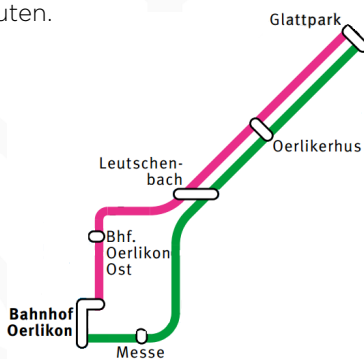 uten.
Glattpark
Oerlikerhus
Leutschen-
bach
Bhf.
Oerlikon
Ost
Bahnhof
Oerlikon
Messe